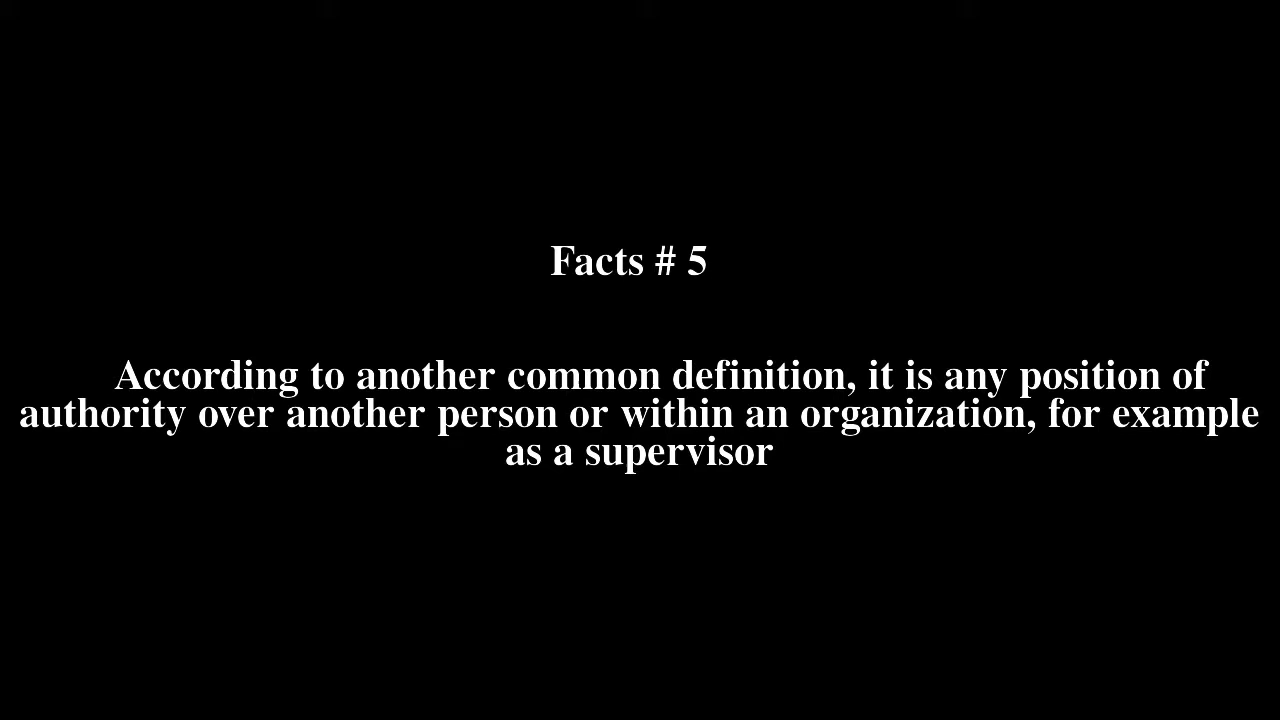 Facts # 5
According to another common definition, it is any position of
authority over another person or within an organization, for example
as a supervisor